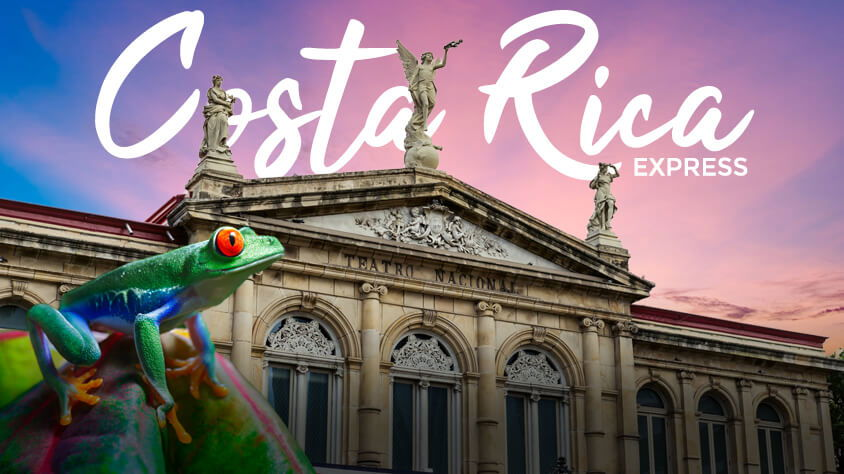 Costa Rica
EXPRESS
TEATRO NACIONAL